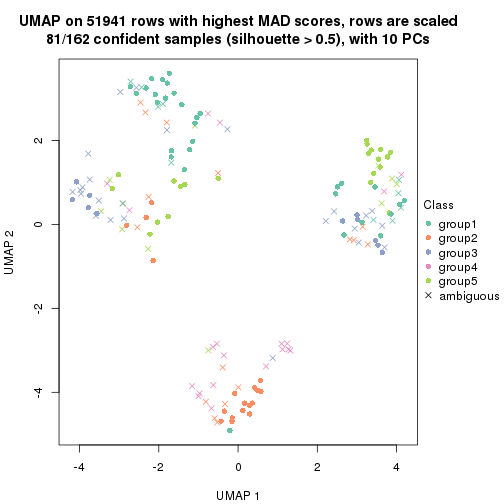 UMAP on 51941 rows with highest MAD scores, rows are scaled
81/162 confident samples (silhouette > 0.5), with 10 PCs
2
0
-2
-4
UMAP 2
-4
-2
0
2
4
UMAP 1
Class
group1
group2
group3
group4
group5
ambiguous